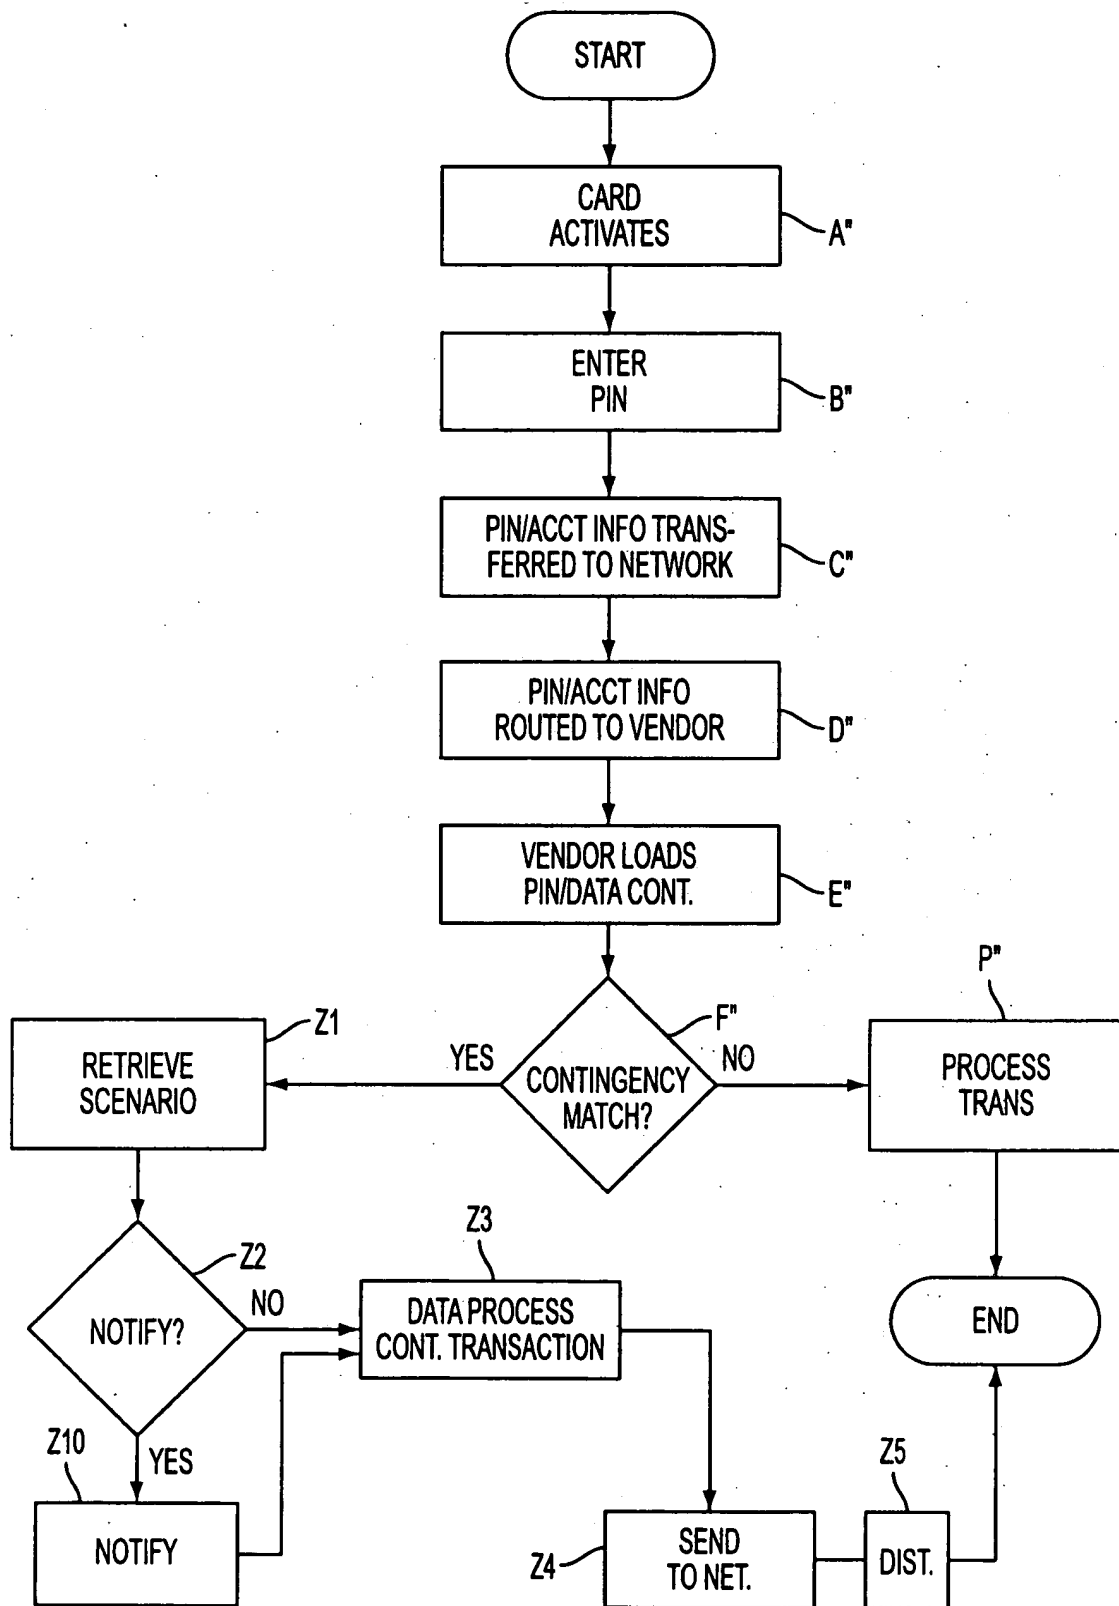 START
CARD
ACTIVATES
A"
ENTER
PIN
B"
PIN/ACCT INFO TRANS-
FERRED TO NETWORK
C"
PIN/ACCT INFO
ROUTED TO VENDOR
D"
VENDOR LOADS
PIN/DATA CONT.
E"
P"
F"
Z1
YES
NO
RETRIEVE
SCENARIO
CONTINGENCY
MATCH?
PROCESS
TRANS
Z3
Z2
NO
NOTIFY?
DATA PROCESS
CONT. TRANSACTION
END
Z10
YES
Z5
NOTIFY
Z4
SEND
TO NET.
DIST.